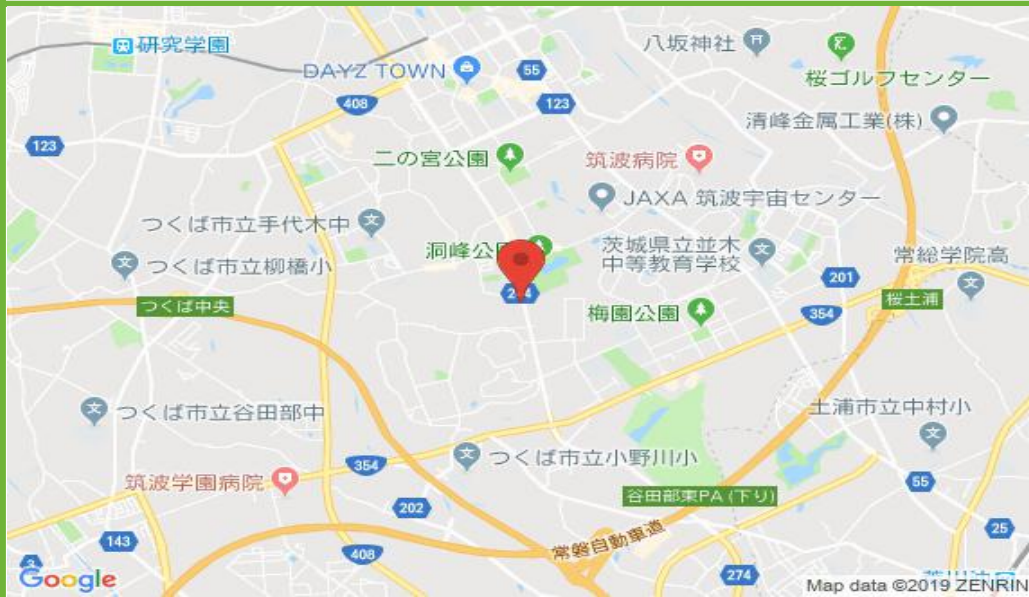 研究学園
八坂神社
DAYZ TOWN
55
桜ゴルフセンター
408
123
清峰金属工業(株)
123
二の宮公園
筑波病院
JAXA 筑波宇宙センター
つくば市立手代木中
洞峰公
茨城県立並木
中等教育学校
常総学院高
つくば市立柳橋小
201
つくば中央
桜土浦
梅園公園
354
つくば市立谷田部中
土浦市立中村小
つくば市立小野川小
354
筑波学園病院
55
谷田部東PA (下り)
202
25
143
常磐自動車道
408
3
274
Google
Map data ©2019 ZENRIN